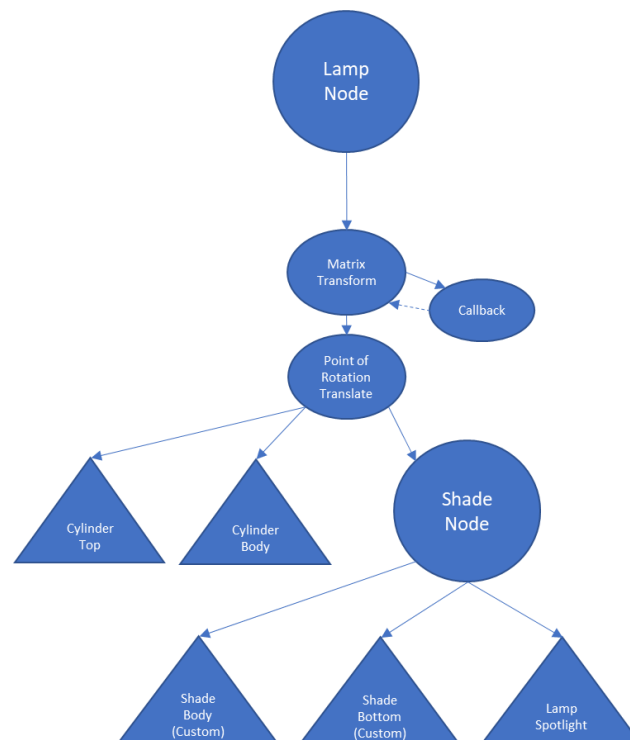 Lamp
Node
Matrix
Transform
Callback
Point of
Rotation
Translate
Cylinder
Top
Cylinder
Body
Shade
Node
Shade
Body
(Custom)
Shade
Bottom
(Custom)
Lamp
Spotlight